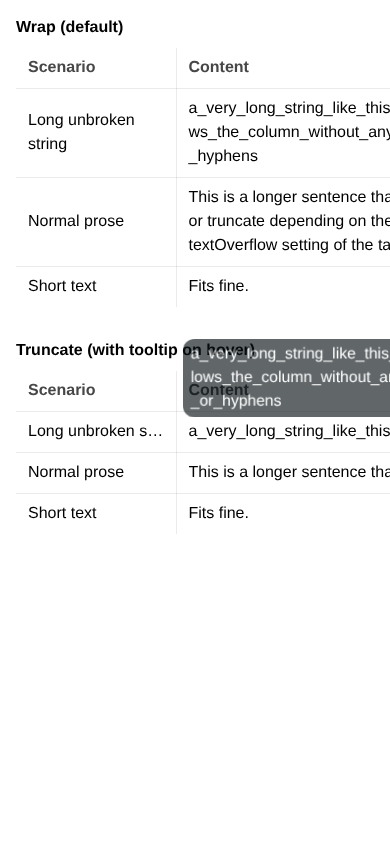 Wrap (default)
Scenario Content
Long unbroken string a_very_long_string_like_this
ws_the_column_without_any
_hyphens
Normal prose This is a longer sentence tha
or truncate depending on the
textOverflow setting of the ta
Short text Fits fine.
Truncate (with tooltip on hover)
a_very_long_string_like_this_
lows_the_column_without_an
_or_hyphens
Scenario Content
Long unbroken s… a_very_long_string_like_this
Normal prose This is a longer sentence tha
Short text Fits fine.